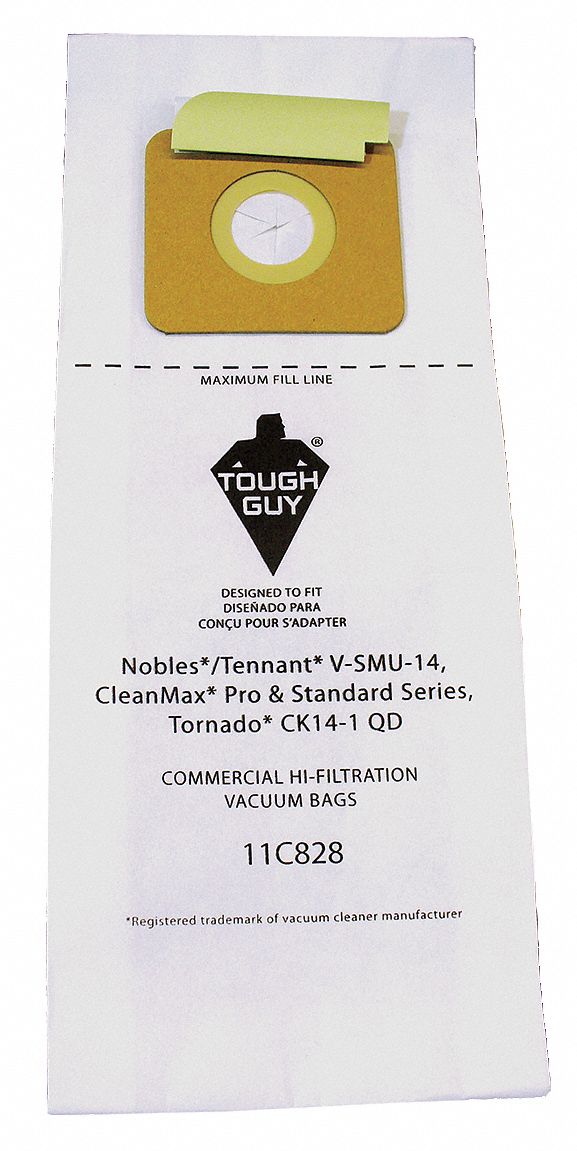 MAXIMUM FILL LINE
®
TOUGH
GUY
DESIGNED TO FIT
DISEÑADO PARA
CONÇU POUR S'ADAPTER
Nobles*/Tennant* V-SMU-14,
CleanMax* Pro & Standard Series,
Tornado* CK14-1 QD
COMMERCIAL HI-FILTRATION
VACUUM BAGS
11C828
*Registered trademark of vacuum cleaner manufacturer